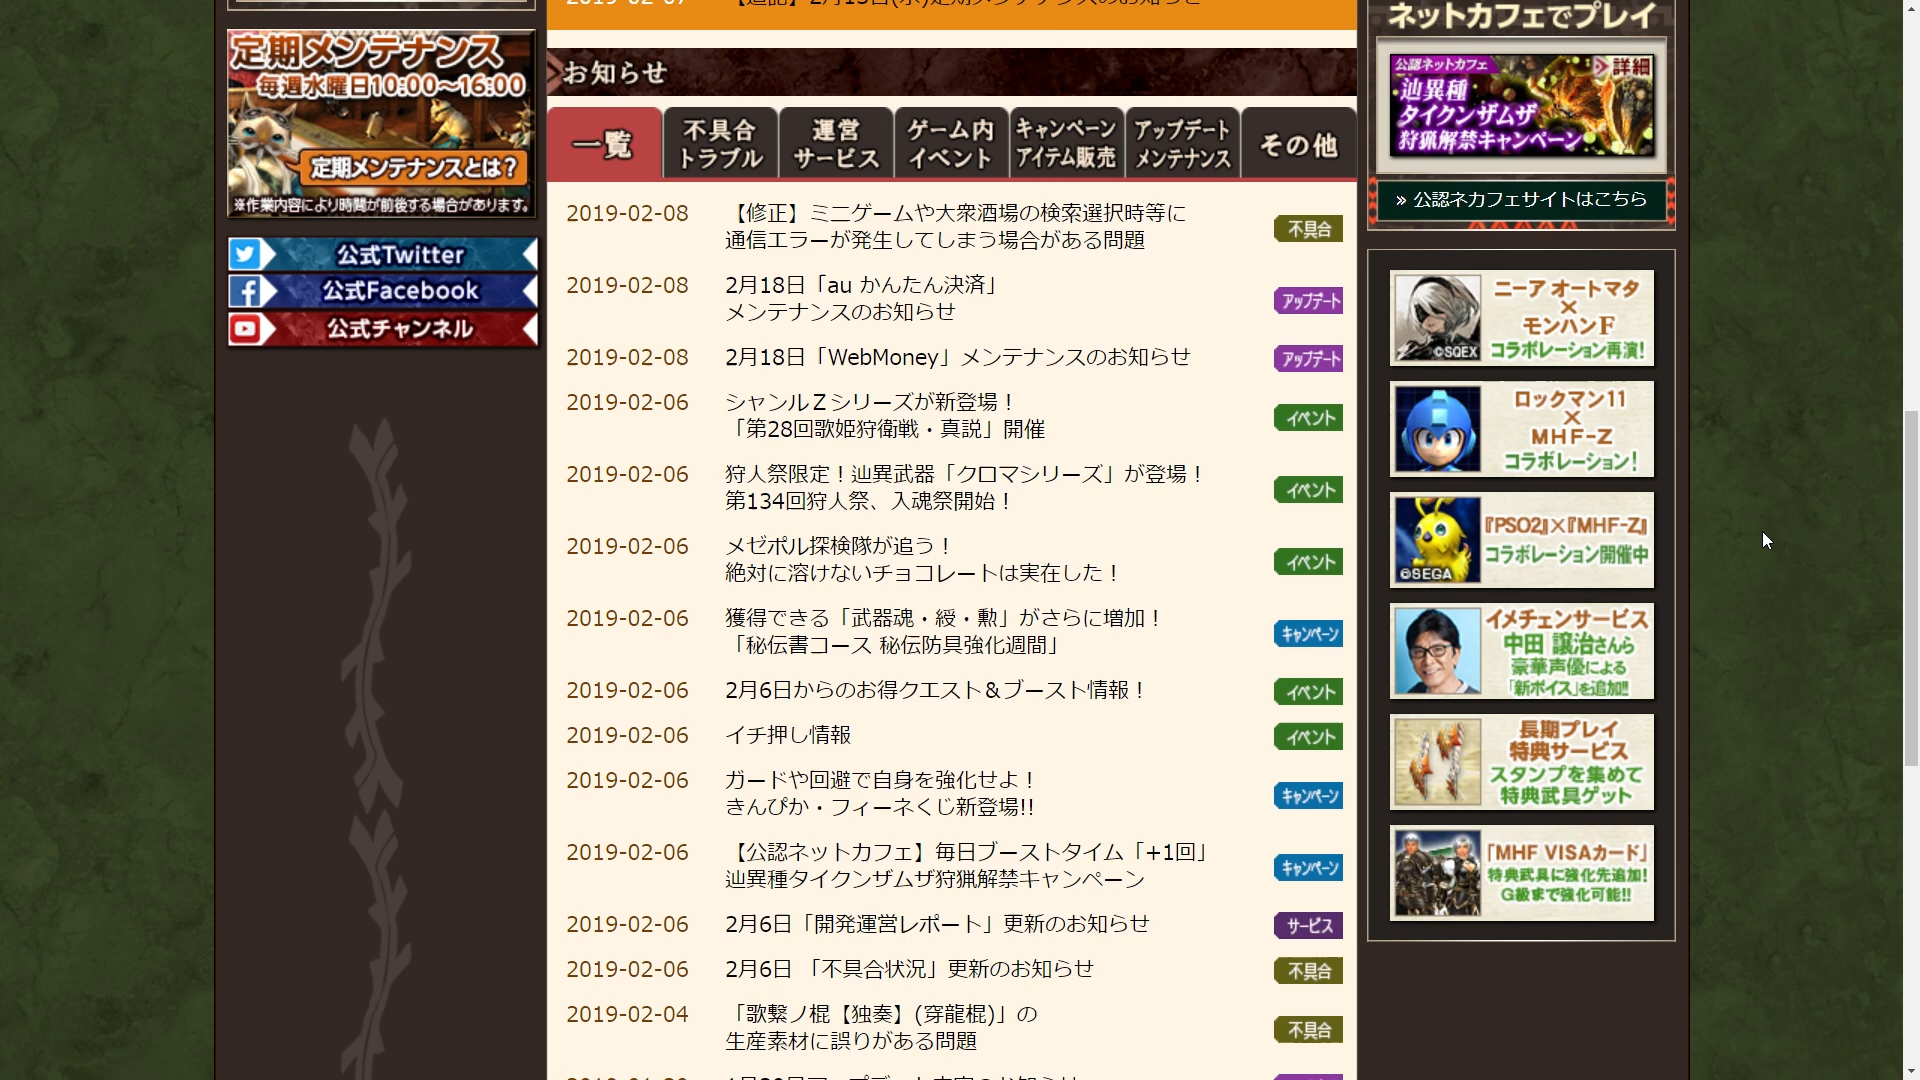 定期メンテナンス
毎週水曜日10:00～16:00
定期メンテナンスとは?
※作業内容により時間が前後する場合があります。
公式Twitter
公式Facebook
公式チャンネル
お知らせ
一覧
不具合
トラブル
運営
サービス
ゲーム内
イベント
キャンペーン
アイテム販売
アップデート
メンテナンス
その他
2019-02-08
【修正】ミニゲームや大衆酒場の検索選択時等に
通信エラーが発生してしまう場合がある問題
不具合
2019-02-08
2月18日「au かんたん決済」
メンテナンスのお知らせ
アップデート
2019-02-08
2月18日「WebMoney」メンテナンスのお知らせ
アップデート
2019-02-06
シャンルＺシリーズが新登場！
「第28回歌姫狩衛戦・真説」開催
イベント
2019-02-06
狩人祭限定！辿異武器「クロマシリーズ」が登場！
第134回狩人祭、入魂祭開始！
イベント
2019-02-06
メゼポル探検隊が追う！
絶対に溶けないチョコレートは実在した！
イベント
2019-02-06
獲得できる「武器魂・綬・勲」がさらに増加！
「秘伝書コース 秘伝防具強化週間」
キャンペーン
2019-02-06
2月6日からのお得クエスト＆ブースト情報！
イベント
2019-02-06
イチ押し情報
イベント
2019-02-06
ガードや回避で自身を強化せよ！
きんぴか・フィーネくじ新登場!!
キャンペーン
2019-02-06
【公認ネットカフェ】毎日ブーストタイム「+1回」
辿異種タイクンザムザ狩猟解禁キャンペーン
キャンペーン
2019-02-06
2月6日「開発運営レポート」更新のお知らせ
サービス
2019-02-06
2月6日 「不具合状況」更新のお知らせ
不具合
2019-02-04
「歌繋ノ棍【独奏】(穿龍棍)」の
生産素材に誤りがある問題
不具合
ネットカフェでプレイ
公認ネットカフェ
詳細
辿異種
タイクンザムザ
狩猟解禁キャンペーン
» 公認ネカフェサイトはこちら
ニーア オートマタ
×
モンハンF
コラボレーション再演!
©SQEX
ロックマン11
×
MHF-Z
コラボレーション!
『PSO2』×『MHF-Z』
コラボレーション開催中
©SEGA
イメチェンサービス
中田 譲治さんら
豪華声優による
「新ボイス」を追加!!
長期プレイ
特典サービス
スタンプを集めて
特典武具ゲット
「MHF VISAカード」
特典武具に強化先追加!
G級まで強化可能!!